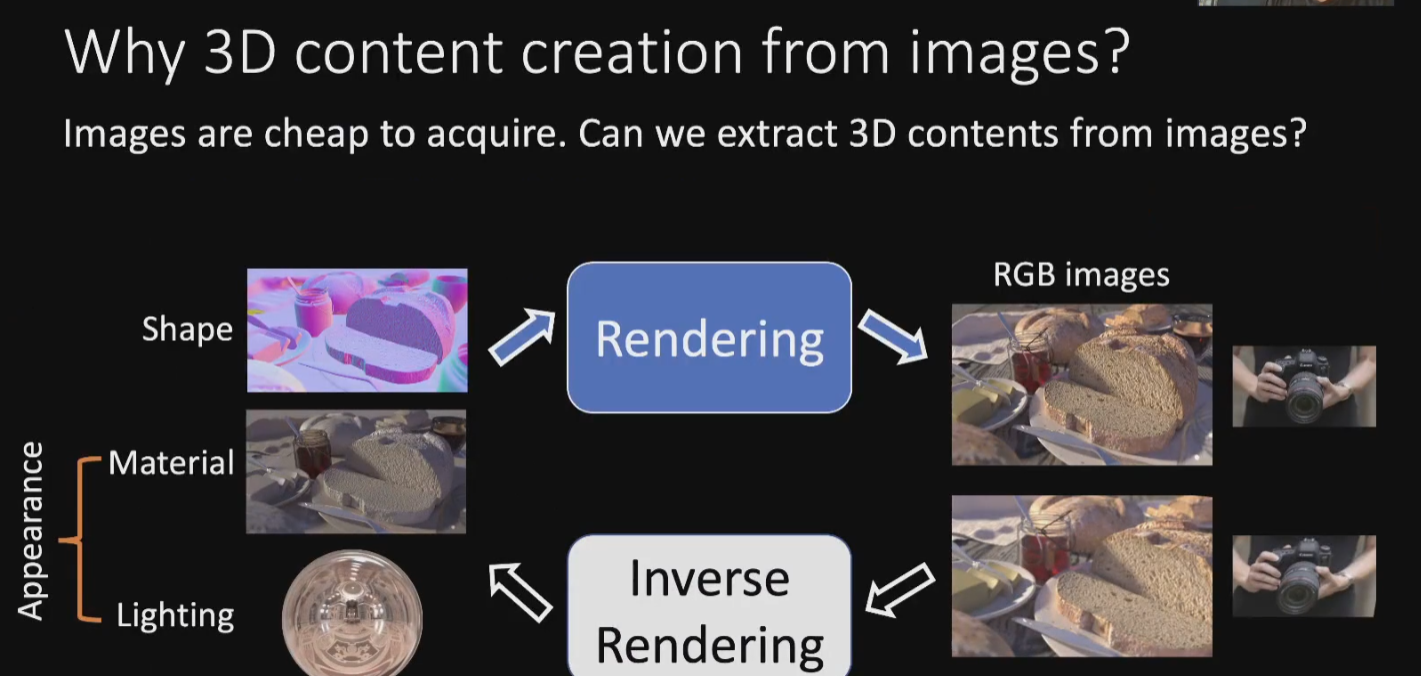 Why 3D content creation from images?
Images are cheap to acquire. Can we extract 3D contents from images?
RGB images
Shape
Rendering
Appearance
Material
Lighting
Inverse
Rendering